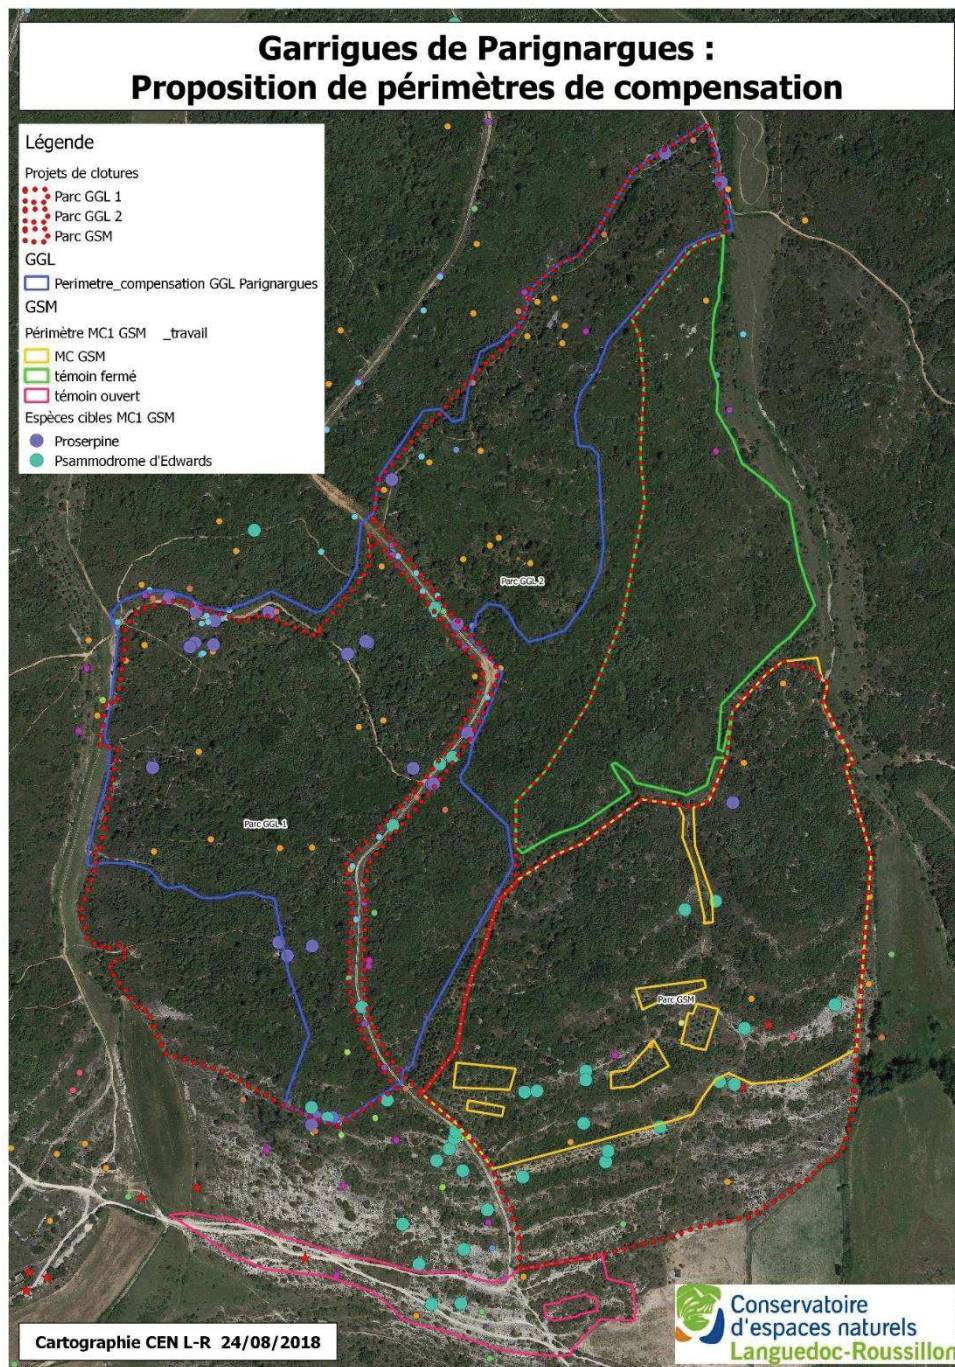 Garrigues de Parignargues :
Proposition de périmètres de compensation
Légende
Projets de clotures
Parc GGL 1
Parc GGL 2
Parc GSM
GGL
Perimetre_compensation GGL Parignargues
GSM
Périmètre MC1 GSM _travail
MC GSM
témoin fermé
témoin ouvert
Espèces cibles MC1 GSM
Proserpine
Psammodrome d'Edwards
Parc GGL 2
Parc GGL 1
Parc GSM
Cartographie CEN L-R 24/08/2018
Conservatoire
d'espaces naturels
Languedoc-Roussillon